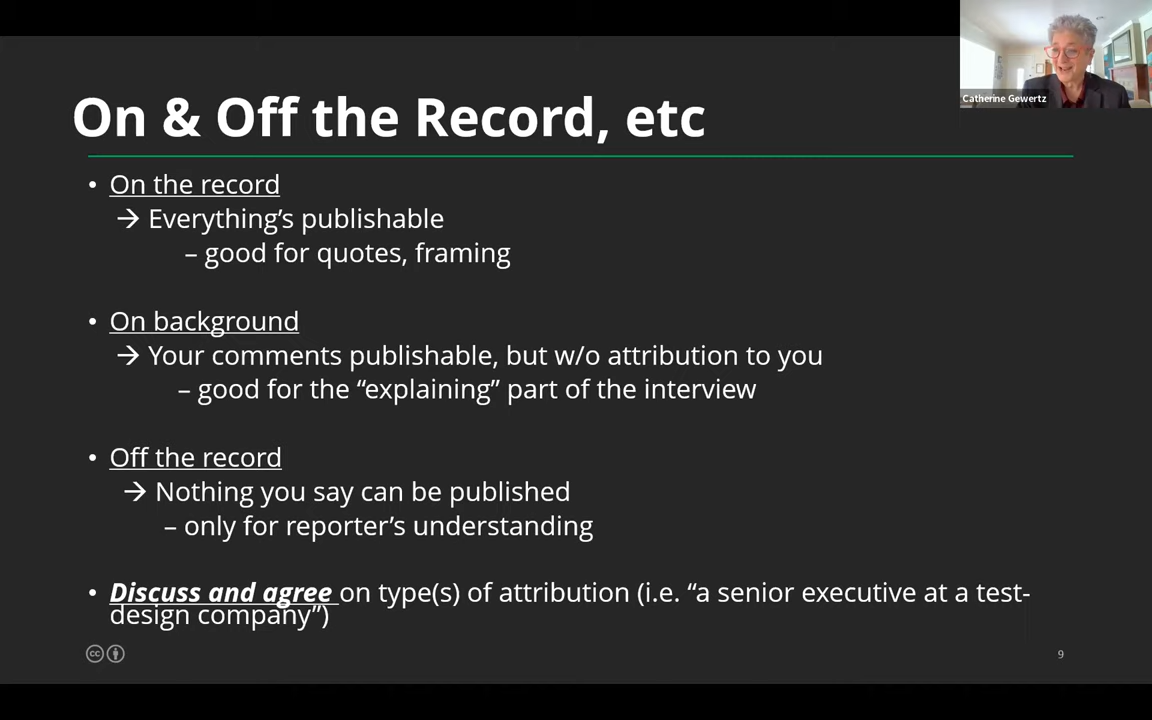 Catherine Gewertz
On & Off the Record, etc
• On the record
→ Everything’s publishable
– good for quotes, framing
• On background
→ Your comments publishable, but w/o attribution to you
– good for the “explaining” part of the interview
• Off the record
→ Nothing you say can be published
– only for reporter’s understanding
• Discuss and agree on type(s) of attribution (i.e. “a senior executive at a test-
design company”)
cc
9